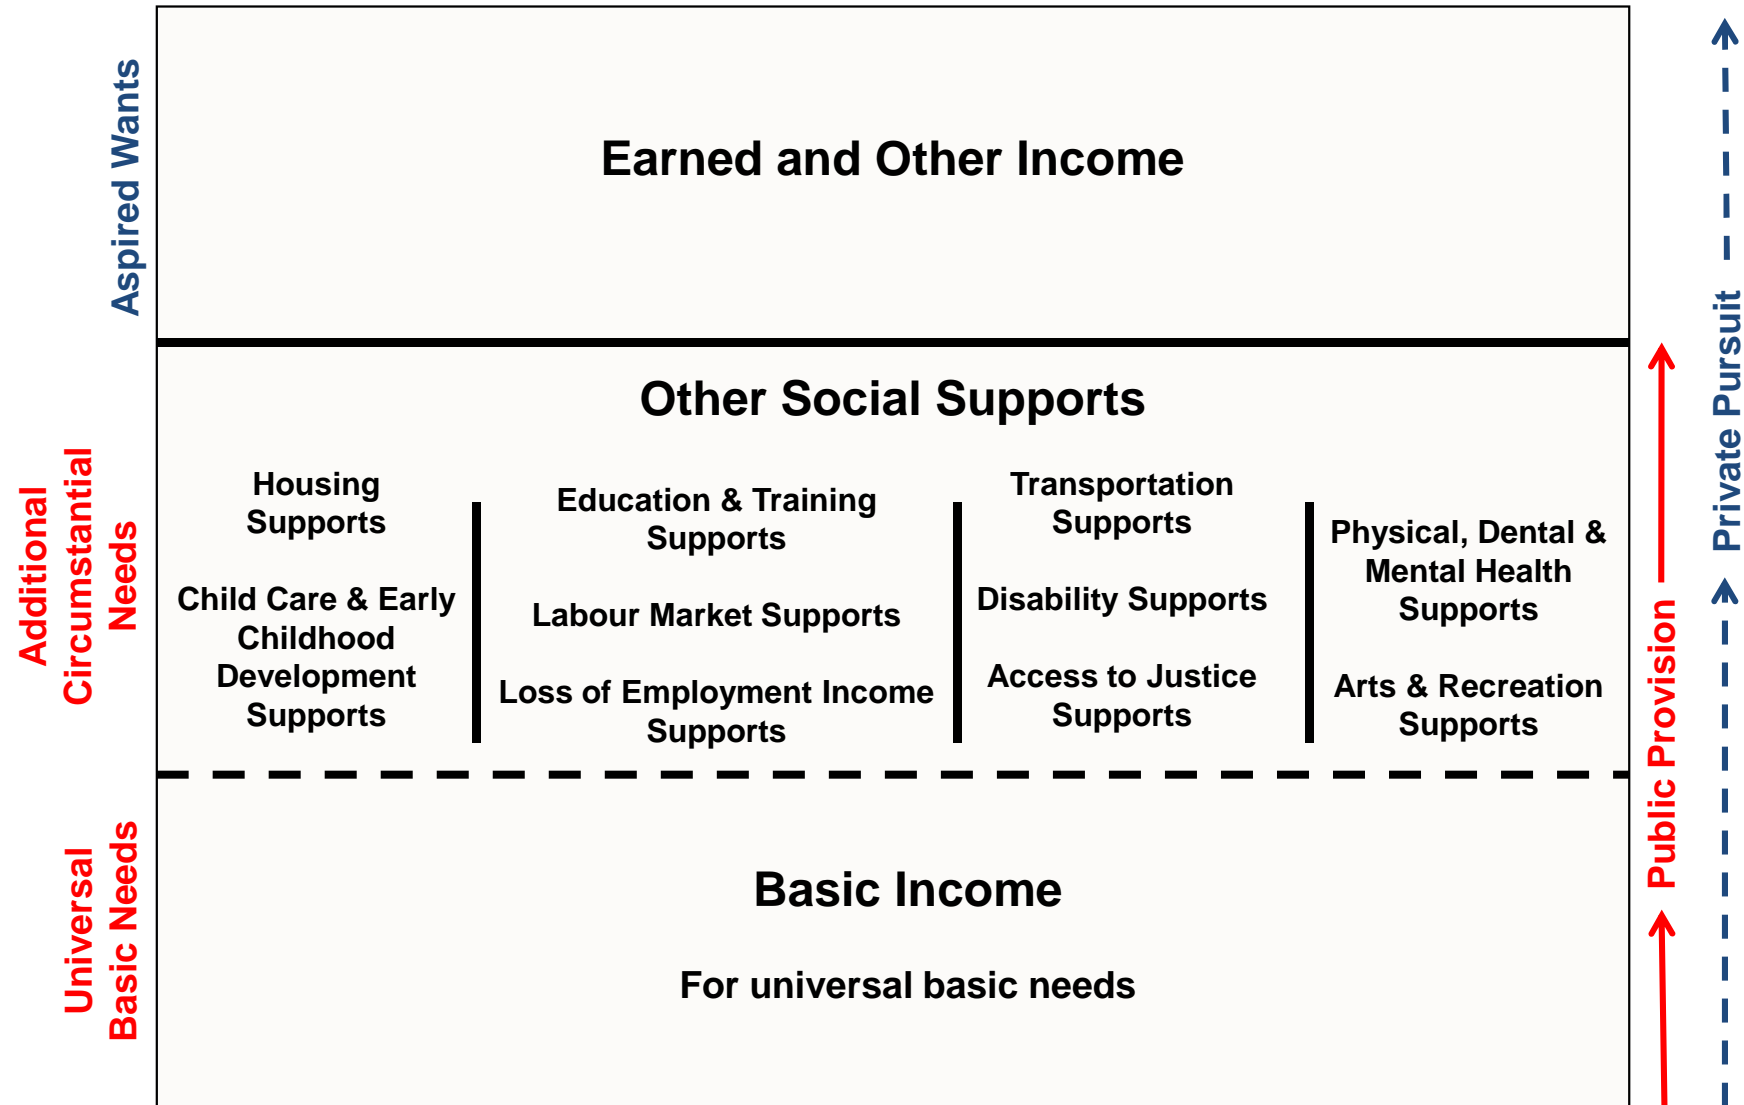 Aspired Wants
Earned and Other Income
Additional
Circumstantial
Needs
Other Social Supports
Housing
Supports
Child Care & Early
Childhood
Development
Supports
Education & Training
Supports
Labour Market Supports
Loss of Employment Income
Supports
Transportation
Supports
Disability Supports
Access to Justice
Supports
Physical, Dental &
Mental Health
Supports
Arts & Recreation
Supports
Universal
Basic Needs
Basic Income
For universal basic needs
Public Provision
Private Pursuit